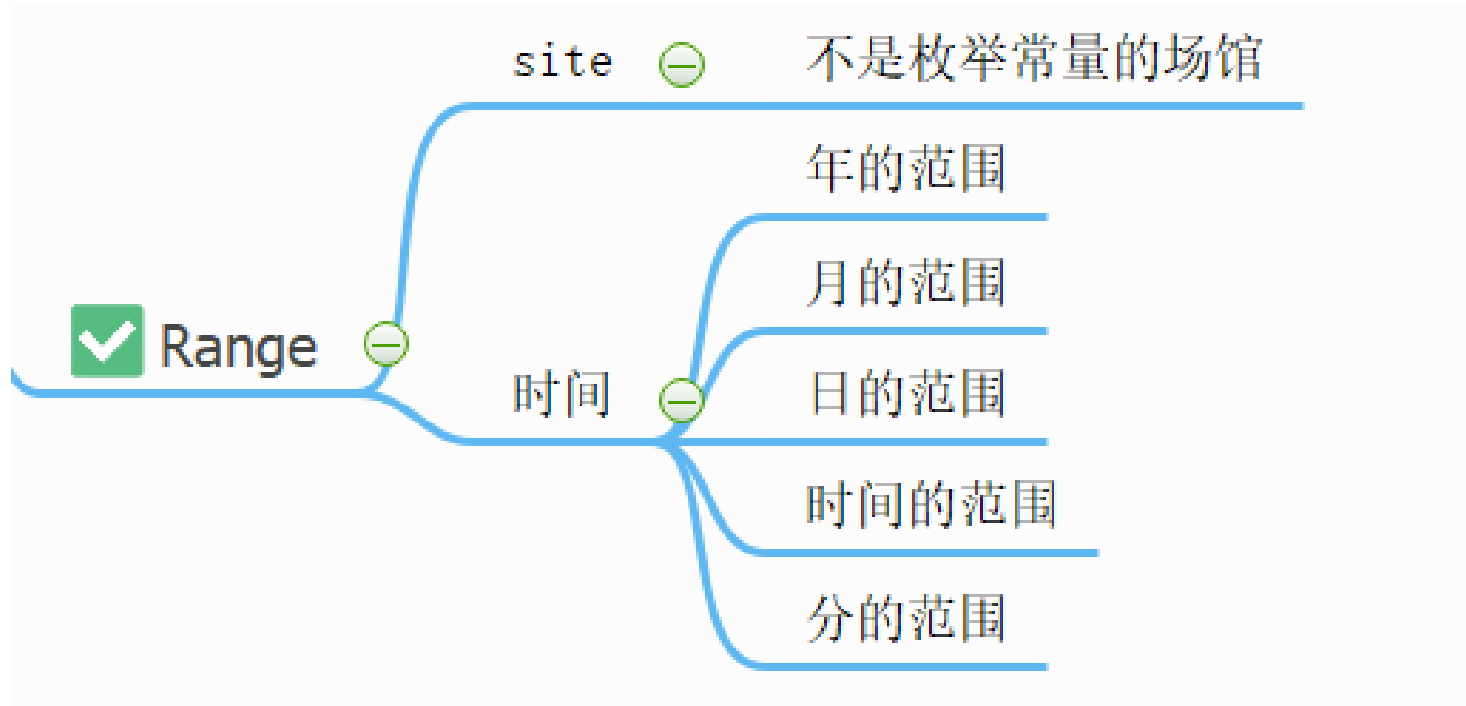 site
不是枚举常量的场馆
年的范围
月的范围
Range
时间
日的范围
时间的范围
分的范围